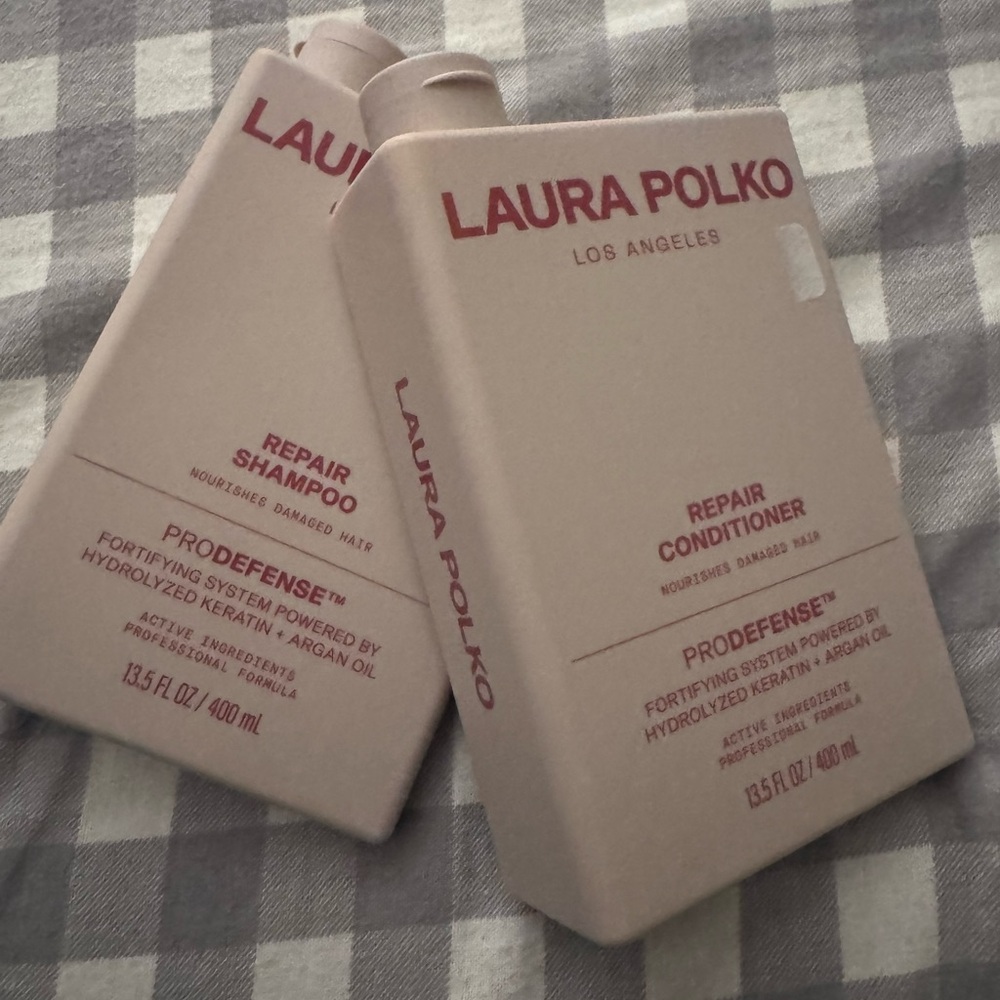 LAU
REPAIR
SHAMPOO
NOURISHES DAMAGED HAIR
PRODEFENSE™
FORTIFYING SYSTEM POWERED BY
HYDROLYZED KERATIN + ARGAN OIL
ACTIVE INGREDIENTS
PROFESSIONAL FORMULA
13.5 FL OZ / 400 mL
LAURA POLKO
LAURA POLKO
LOS ANGELES
REPAIR
CONDITIONER
NOURISHES DAMAGED HAIR
PRODEFENSE™
FORTIFYING SYSTEM POWERED BY
HYDROLYZED KERATIN + ARGAN OIL
ACTIVE INGREDIENTS
PROFESSIONAL FORMULA
13.5 FL OZ / 400 mL